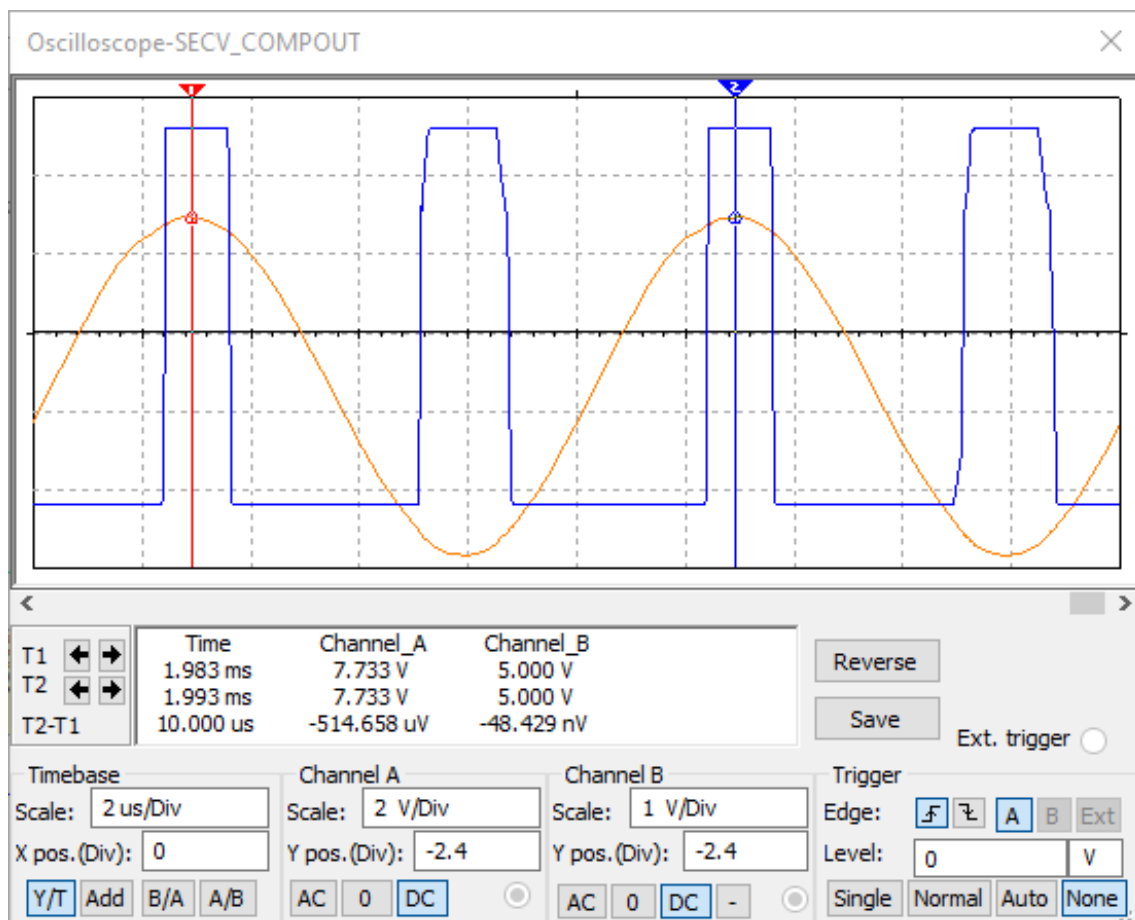 Oscilloscope-SECV_COMPOUT
1
2
Time Channel_A Channel_B
T1 1.983 ms 7.733 V 5.000 V
T2 1.993 ms 7.733 V 5.000 V
T2-T1 10.000 us -514.658 uV -48.429 nV
Reverse
Save
Ext. trigger
Timebase Channel A Channel B Trigger
Scale: 2 us/Div Scale: 2 V/Div Scale: 1 V/Div Edge: A B Ext
X pos.(Div): 0 Y pos.(Div): -2.4 Y pos.(Div): -2.4 Level: 0 V
Y/T Add B/A A/B AC 0 DC AC 0 DC - Single Normal Auto None